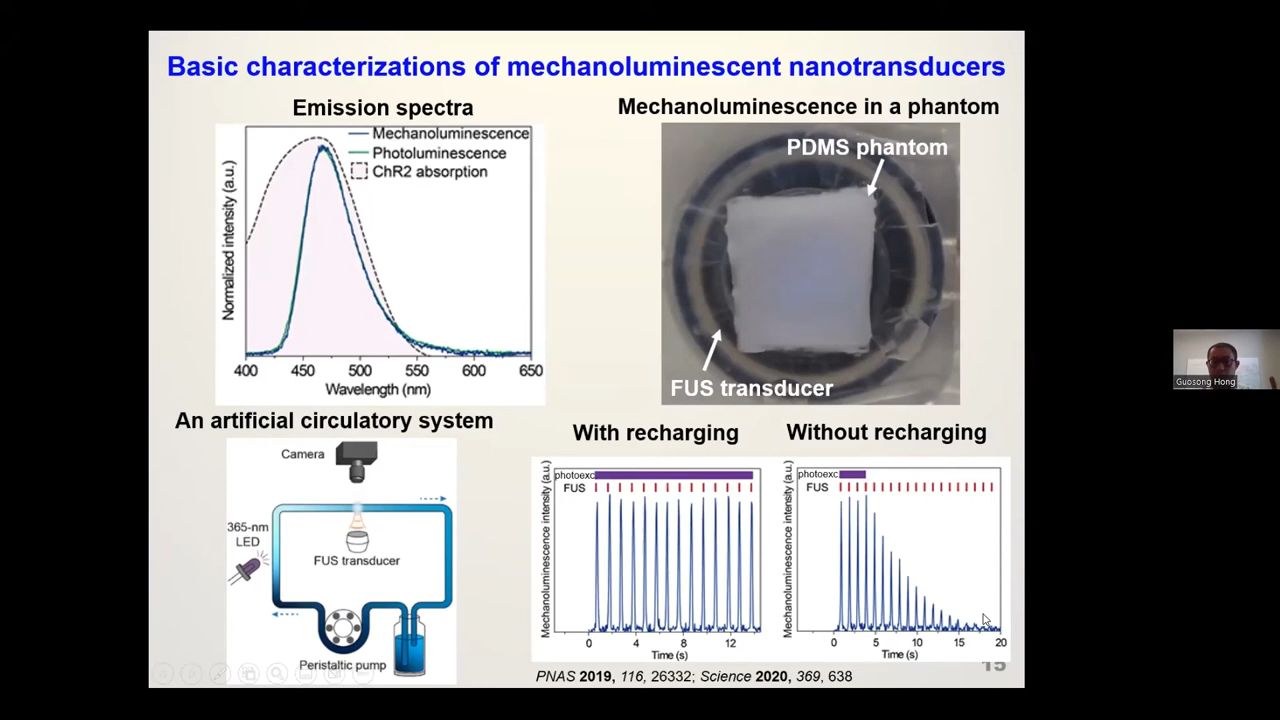 Basic characterizations of mechanoluminescent nanotransducers
Emission spectra
Mechanoluminescence
Photoluminescence
ChR2 absorption
Normalized intensity (a.u.)
400 450 500 550 600 650
Wavelength (nm)
Mechanoluminescence in a phantom
PDMS phantom
FUS transducer
An artificial circulatory system
Camera
365-nm
LED
FUS transducer
Peristaltic pump
With recharging
photoexc
FUS
Mechanoluminescence intensity (a.u.)
0 4 8 12
Time (s)
Without recharging
photoexc
FUS
Mechanoluminescence intensity (a.u.)
0 5 10 15 20
Time (s)
PNAS 2019, 116, 26332; Science 2020, 369, 638
15
Guosong Hong